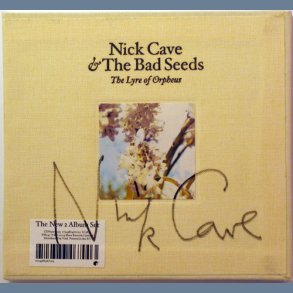 Nick Cave
& The Bad Seeds
The Lyre of Orpheus
Nick Cave
The New 2 Album Set